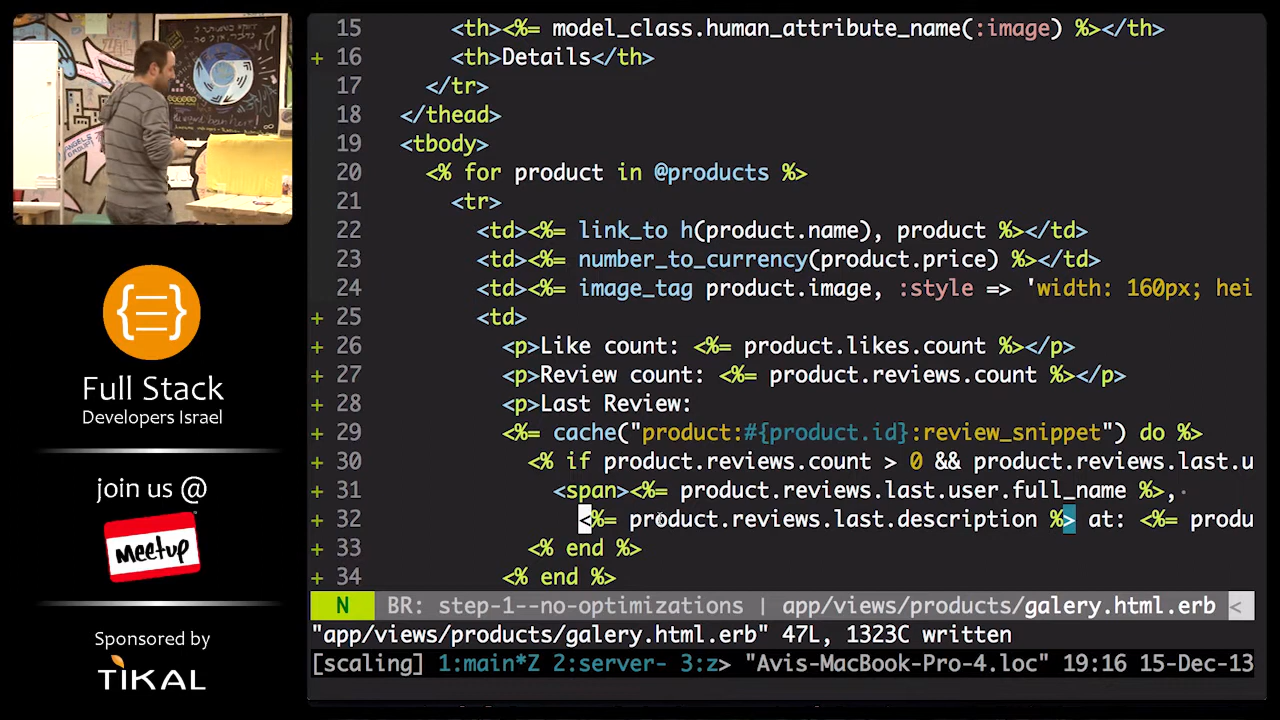 15 <th><%= model_class.human_attribute_name(:image) %></th>
+ 16 <th>Details</th>
17 </tr>
18 </thead>
19 <tbody>
20 <% for product in @products %>
21 <tr>
22 <td><%= link_to h(product.name), product %></td>
23 <td><%= number_to_currency(product.price) %></td>
24 <td><%= image_tag product.image, :style => 'width: 160px; hei
+ 25 <td>
+ 26 <p>Like count: <%= product.likes.count %></p>
+ 27 <p>Review count: <%= product.reviews.count %></p>
+ 28 <p>Last Review:
+ 29 <%= cache("product:#{product.id}:review_snippet") do %>
+ 30 <% if product.reviews.count > 0 && product.reviews.last.u
+ 31 <span><%= product.reviews.last.user.full_name %>,
+ 32 <%= product.reviews.last.description %> at: <%= produ
+ 33 <% end %>
+ 34 <% end %>
N BR: step-1--no-optimizations | app/views/products/galery.html.erb <
"app/views/products/galery.html.erb" 47L, 1323C written
[scaling] 1:main*Z 2:server- 3:z> "Avis-MacBook-Pro-4.loc" 19:16 15-Dec-13
{☰}
Full Stack
Developers Israel
join us @
Meetup
Sponsored by
TIKAL
ANGELS